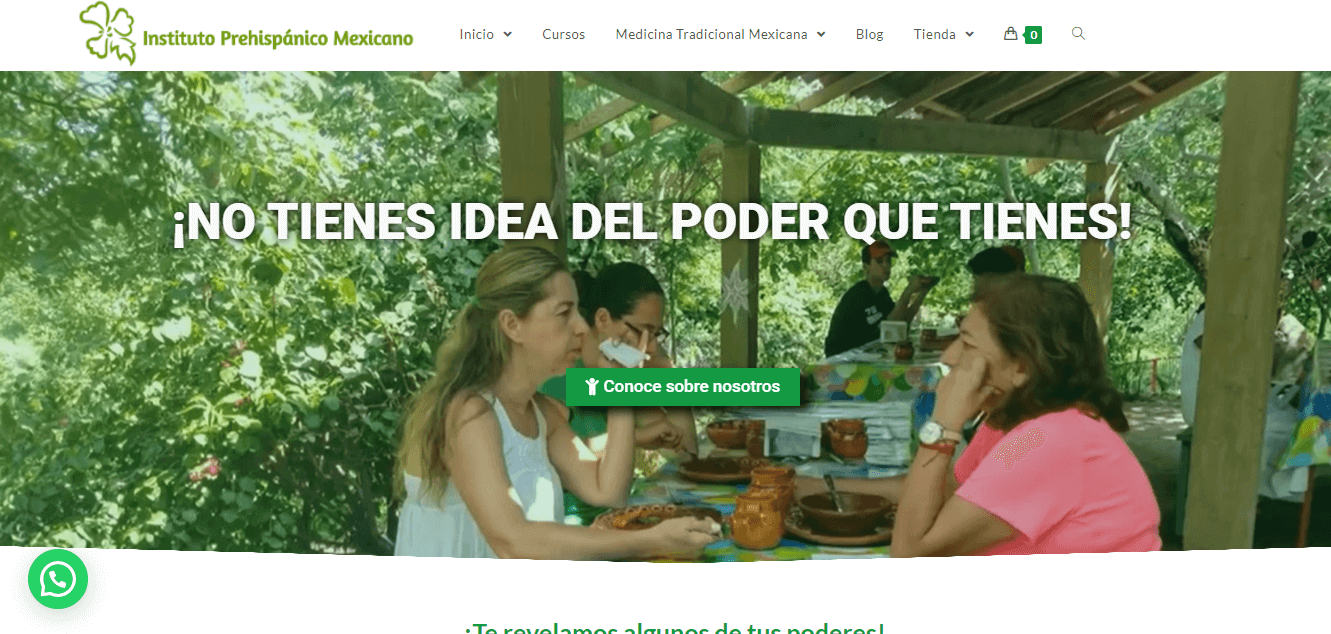 Instituto Prehispánico Mexicano
Inicio
Cursos
Medicina Tradicional Mexicana
Blog
Tienda
0
¡NO TIENES IDEA DEL PODER QUE TIENES!
Conoce sobre nosotros
¡Te revelamos algunos de tus poderes!